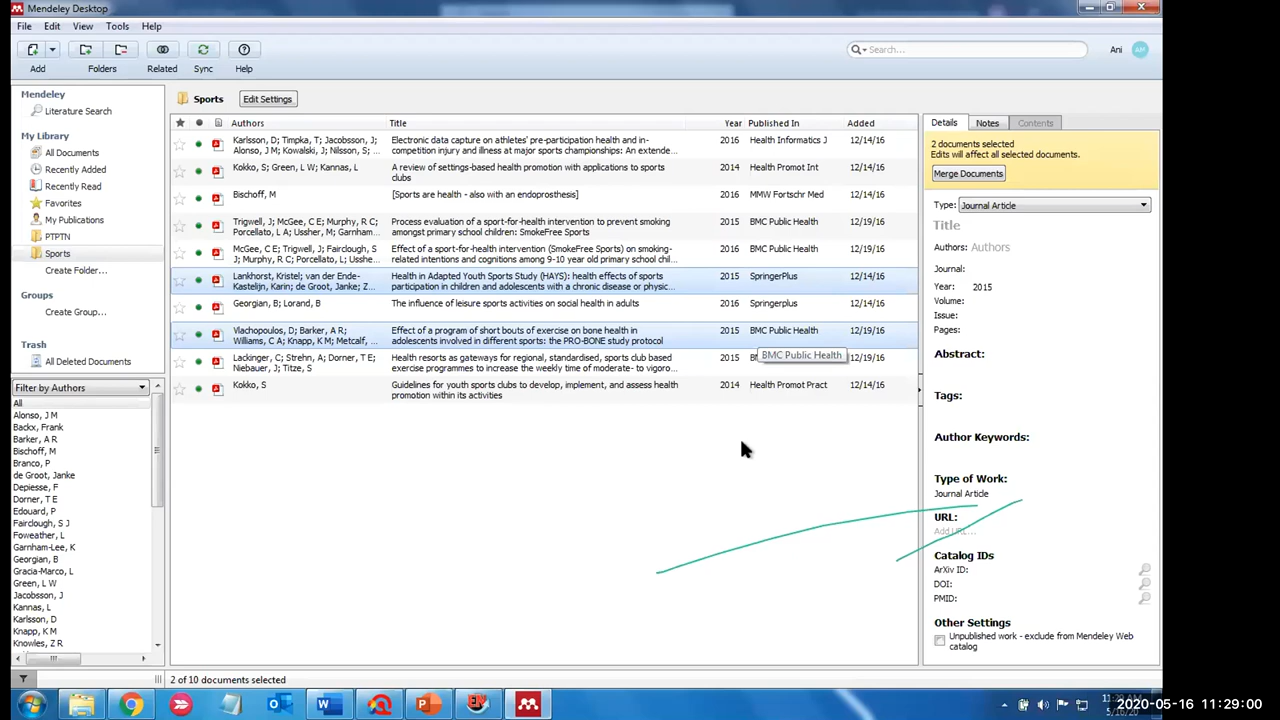 Mendeley Desktop
File Edit View Tools Help
Add Folders Related Sync Help
Search...
Ani AM
Mendeley
Literature Search
My Library
All Documents
Recently Added
Recently Read
Favorites
My Publications
PTPTN
Sports
Create Folder...
Groups
Create Group...
Trash
All Deleted Documents
Filter by Authors
All
Alonso, J M
Backx, Frank
Barker, A R
Bischoff, M
Branco, P
de Groot, Janke
Depiesse, F
Dorner, T E
Edouard, P
Fairclough, S J
Foweather, L
Garnham-Lee, K
Georgian, B
Gracia-Marco, L
Green, L W
Jacobsson, J
Kannas, L
Karlsson, D
Knapp, K M
Knowles, Z R
Sports Edit Settings
Authors Title Year Published In Added
Karlsson, D; Timpka, T; Jacobsson, J; Electronic data capture on athletes' pre-participation health and in- 2016 Health Informatics J 12/14/16
Alonso, J M; Kowalski, J; Nilsson, S; ... competition injury and illness at major sports championships: An extende...
Kokko, S; Green, L W; Kannas, L A review of settings-based health promotion with applications to sports 2014 Health Promot Int 12/14/16
clubs
Bischoff, M [Sports are health - also with an endoprosthesis] 2016 MMW Fortschr Med 12/14/16
Trigwell, J; McGee, C E; Murphy, R C; Process evaluation of a sport-for-health intervention to prevent smoking 2015 BMC Public Health 12/19/16
Porcellato, L A; Ussher, M; Garnham... amongst primary school children: SmokeFree Sports
McGee, C E; Trigwell, J; Fairclough, S Effect of a sport-for-health intervention (SmokeFree Sports) on smoking- 2016 BMC Public Health 12/19/16
J; Murphy, R C; Porcellato, L; Usshe... related intentions and cognitions among 9-10 year old primary school chil...
Lankhorst, Kristel; van der Ende- Health in Adapted Youth Sports Study (HAYS): health effects of sports 2015 SpringerPlus 12/14/16
Kastelijn, Karin; de Groot, Janke; Z... participation in children and adolescents with a chronic disease or physic...
Georgian, B; Lorand, B The influence of leisure sports activities on social health in adults 2016 Springerplus 12/14/16
Vlachopoulos, D; Barker, A R; Effect of a program of short bouts of exercise on bone health in 2015 BMC Public Health 12/19/16
Williams, C A; Knapp, K M; Metcalf, ... adolescents involved in different sports: the PRO-BONE study protocol
BMC Public Health
Lackinger, C; Strehn, A; Dorner, T E; Health resorts as gateways for regional, standardised, sports club based 2015 12/19/16
Niebauer, J; Titze, S exercise programmes to increase the weekly time of moderate- to vigoro...
Kokko, S Guidelines for youth sports clubs to develop, implement, and assess health 2014 Health Promot Pract 12/14/16
promotion within its activities
Details Notes Contents
2 documents selected
Edits will affect all selected documents.
Merge Documents
Type: Journal Article
Title
Authors: Authors
Journal:
Year: 2015
Volume:
Issue:
Pages:
Abstract:
Tags:
Author Keywords:
Type of Work:
Journal Article
URL:
Add URL...
Catalog IDs
ArXiv ID:
DOI:
PMID:
Other Settings
Unpublished work - exclude from Mendeley Web
catalog
2 of 10 documents selected
2020-05-16 11:29:00